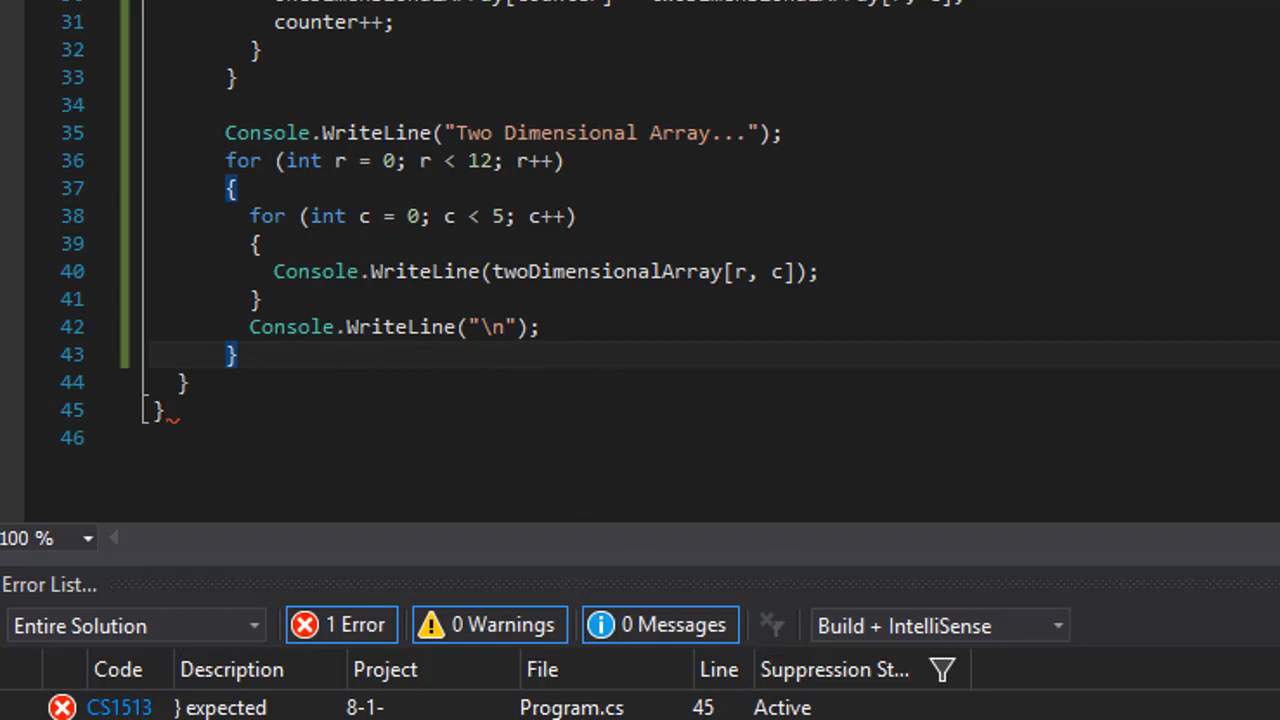 31 counter++;
32 }
33 }
34
35 Console.WriteLine("Two Dimensional Array...");
36 for (int r = 0; r < 12; r++)
37 {
38 for (int c = 0; c < 5; c++)
39 {
40 Console.WriteLine(twoDimensionalArray[r, c]);
41 }
42 Console.WriteLine("\n");
43 }
44 }
45 }
46
100 %
Error List...
Entire Solution 1 Error 0 Warnings 0 Messages Build + IntelliSense
Code Description Project File Line Suppression St...
CS1513 } expected 8-1- Program.cs 45 Active